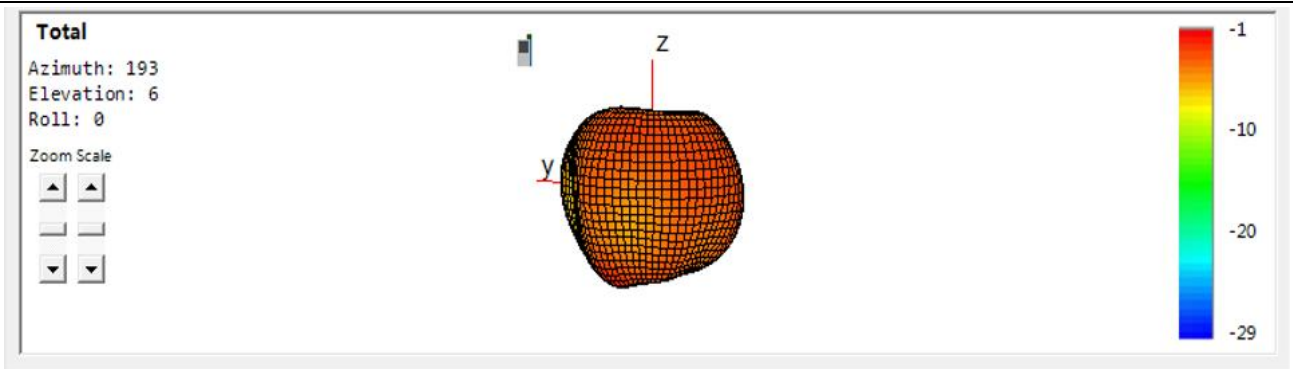 Total
Azimuth: 193
Elevation: 6
Roll: 0
Zoom Scale
z
y
-1
-10
-20
-29